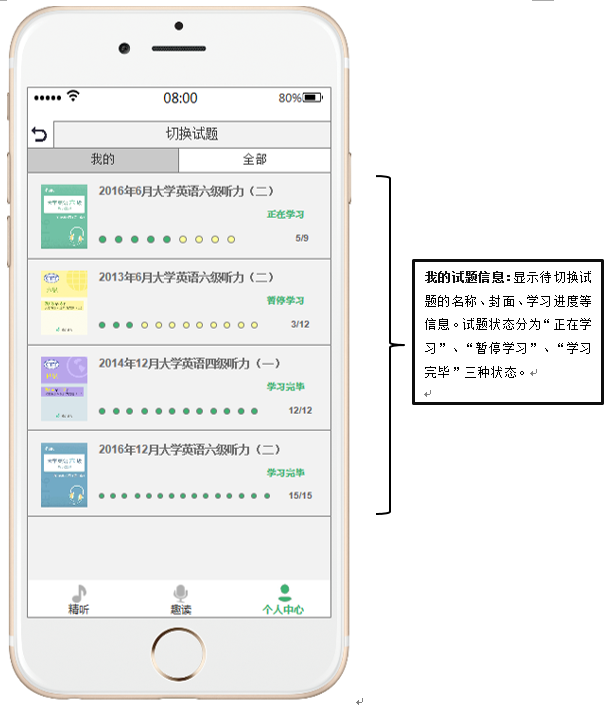 08:00
80%
切换试题
我的
全部
2016年6月大学英语六级听力（二）
正在学习
5/9
2013年6月大学英语六级听力（二）
暂停学习
3/12
2014年12月大学英语四级听力（一）
学习完毕
12/12
2016年12月大学英语六级听力（二）
学习完毕
15/15
精听
趣读
个人中心
我的试题信息：显示待切换试
题的名称、封面、学习进度等
信息。试题状态分为“正在学
习”、“暂停学习”、“学习
完毕”三种状态。